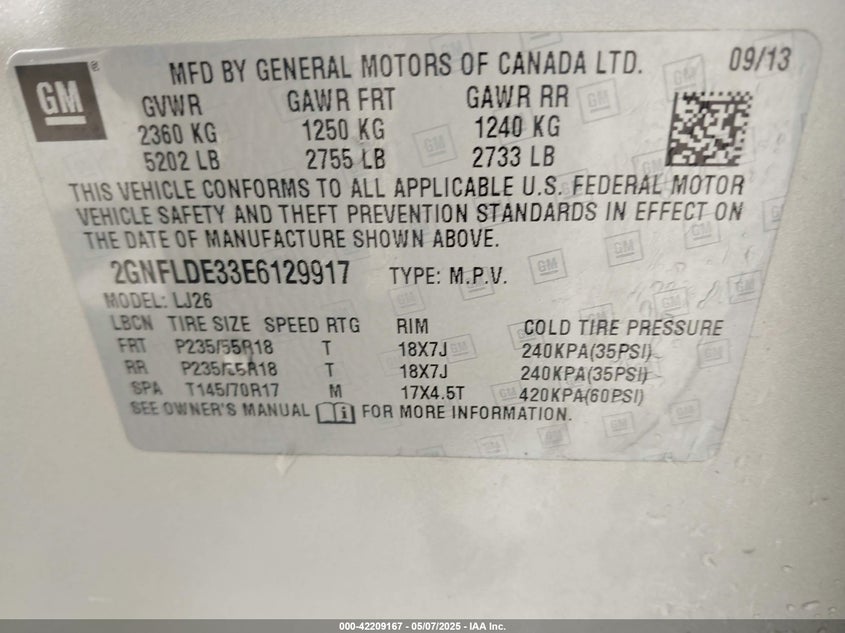 GM
MFD BY GENERAL MOTORS OF CANADA LTD. 09/13
GVWR GAWR FRT GAWR RR
2360 KG 1250 KG 1240 KG
5202 LB 2755 LB 2733 LB
THIS VEHICLE CONFORMS TO ALL APPLICABLE U.S. FEDERAL MOTOR
VEHICLE SAFETY AND THEFT PREVENTION STANDARDS IN EFFECT ON
THE DATE OF MANUFACTURE SHOWN ABOVE.
2GNFLDE33E6129917 TYPE: M.P.V.
MODEL: LJ26
LBCN TIRE SIZE SPEED RTG RIM COLD TIRE PRESSURE
FRT P235/55R18 T 18X7J 240KPA(35PSI)
RR P235/55R18 T 18X7J 240KPA(35PSI)
SPA T145/70R17 M 17X4.5T 420KPA(60PSI)
SEE OWNER'S MANUAL i FOR MORE INFORMATION.
000-42209167 - 05/07/2025 - IAA Inc.